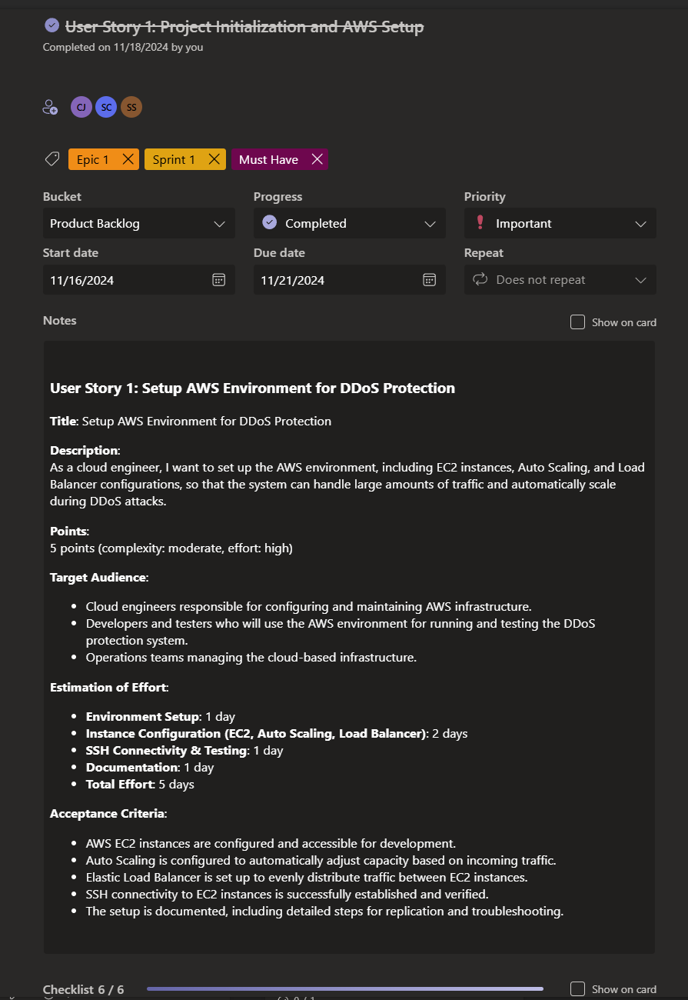 User Story 1: Project Initialization and AWS Setup
Completed on 11/18/2024 by you
CJ SC SS
Epic 1 Sprint 1 Must Have
Bucket Progress Priority
Product Backlog Completed Important
Start date Due date Repeat
11/16/2024 11/21/2024 Does not repeat
Notes Show on card
User Story 1: Setup AWS Environment for DDoS Protection
Title: Setup AWS Environment for DDoS Protection
Description:
As a cloud engineer, I want to set up the AWS environment, including EC2 instances, Auto Scaling, and Load
Balancer configurations, so that the system can handle large amounts of traffic and automatically scale
during DDoS attacks.
Points:
5 points (complexity: moderate, effort: high)
Target Audience:
• Cloud engineers responsible for configuring and maintaining AWS infrastructure.
• Developers and testers who will use the AWS environment for running and testing the DDoS
protection system.
• Operations teams managing the cloud-based infrastructure.
Estimation of Effort:
• Environment Setup: 1 day
• Instance Configuration (EC2, Auto Scaling, Load Balancer): 2 days
• SSH Connectivity & Testing: 1 day
• Documentation: 1 day
• Total Effort: 5 days
Acceptance Criteria:
• AWS EC2 instances are configured and accessible for development.
• Auto Scaling is configured to automatically adjust capacity based on incoming traffic.
• Elastic Load Balancer is set up to evenly distribute traffic between EC2 instances.
• SSH connectivity to EC2 instances is successfully established and verified.
• The setup is documented, including detailed steps for replication and troubleshooting.
Checklist 6 / 6 Show on card